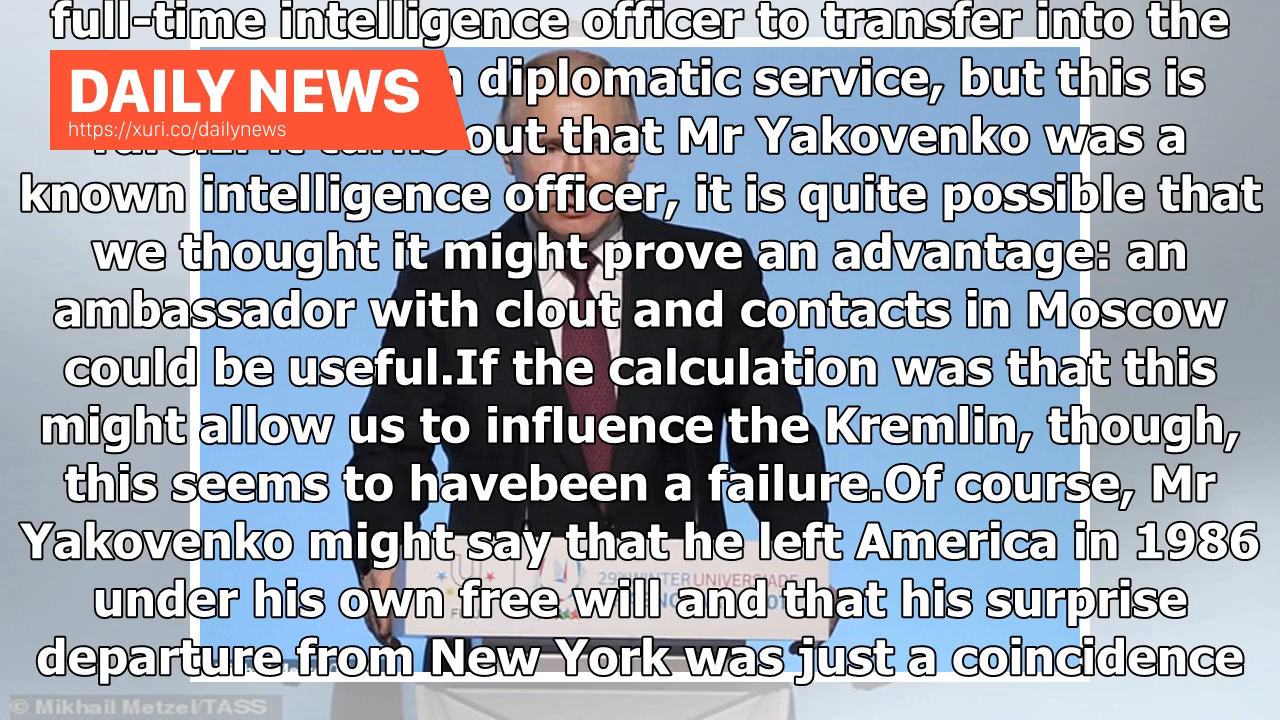 full-time intelligence officer to transfer into the
DAILY NEWS
https://xuri.co/dailynews
diplomatic service, but this is
out that Mr Yakovenko was a
known intelligence officer, it is quite possible that
we thought it might prove an advantage: an
ambassador with clout and contacts in Moscow
could be useful.If the calculation was that this
might allow us to influence the Kremlin, though,
this seems to havebeen a failure.Of course, Mr
Yakovenko might say that he left America in 1986
29th WINTER UNIVERSIADE
under his own free will and that his surprise
departure from New York was just a coincidence
© Mikhail Metzel/TASS